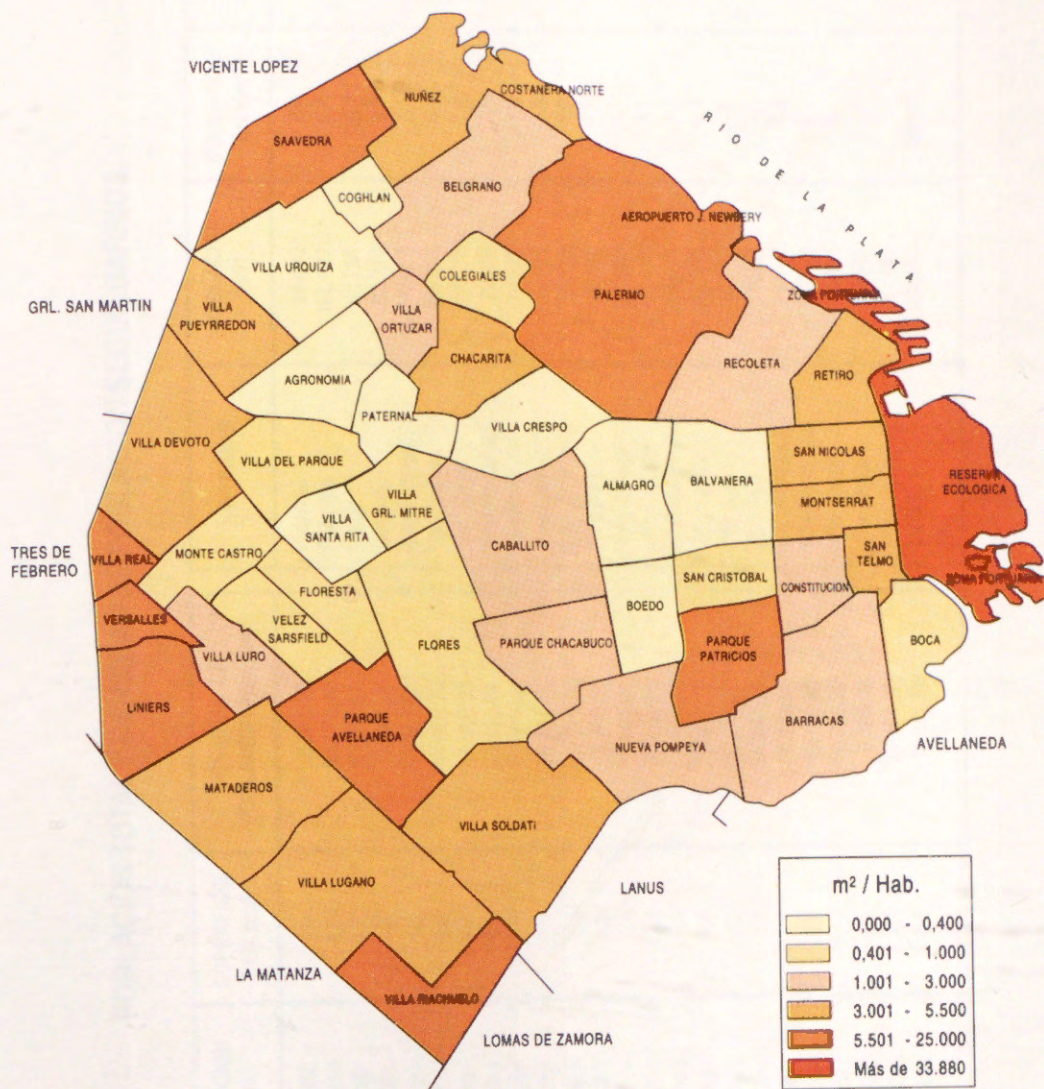 VICENTE LOPEZ
NUÑEZ
COSTANERA NORTE
SAAVEDRA
RIO DE LA PLATA
COGHLAN
BELGRANO
AEROPUERTO J. NEWBERY
VILLA URQUIZA
COLEGIALES
PALERMO
ZONA PORTUARIA
GRL. SAN MARTIN
VILLA
PUEYRREDON
VILLA
ORTUZAR
CHACARITA
RECOLETA
RETIRO
AGRONOMIA
PATERNAL
VILLA CRESPO
VILLA DEVOTO
VILLA DEL PARQUE
SAN NICOLAS
ALMAGRO
BALVANERA
RESERVA
ECOLOGICA
VILLA
GRL. MITRE
MONTSERRAT
VILLA
SANTA RITA
TRES DE
FEBRERO
VILLA REAL
MONTE CASTRO
CABALLITO
SAN
TELMO
ZONA PORTUARIA
FLORESTA
SAN CRISTOBAL
CONSTITUCION
VERSALLES
VELEZ
SARSFIELD
BOEDO
VILLA LURO
FLORES
PARQUE CHACABUCO
PARQUE
PATRICIOS
BOCA
LINIERS
PARQUE
AVELLANEDA
BARRACAS
NUEVA POMPEYA
AVELLANEDA
MATADEROS
VILLA SOLDATI
VILLA LUGANO
LANUS
LA MATANZA
VILLA RIACHUELO
LOMAS DE ZAMORA
m² / Hab.
0,000 - 0,400
0,401 - 1.000
1.001 - 3.000
3.001 - 5.500
5.501 - 25.000
Más de 33.880